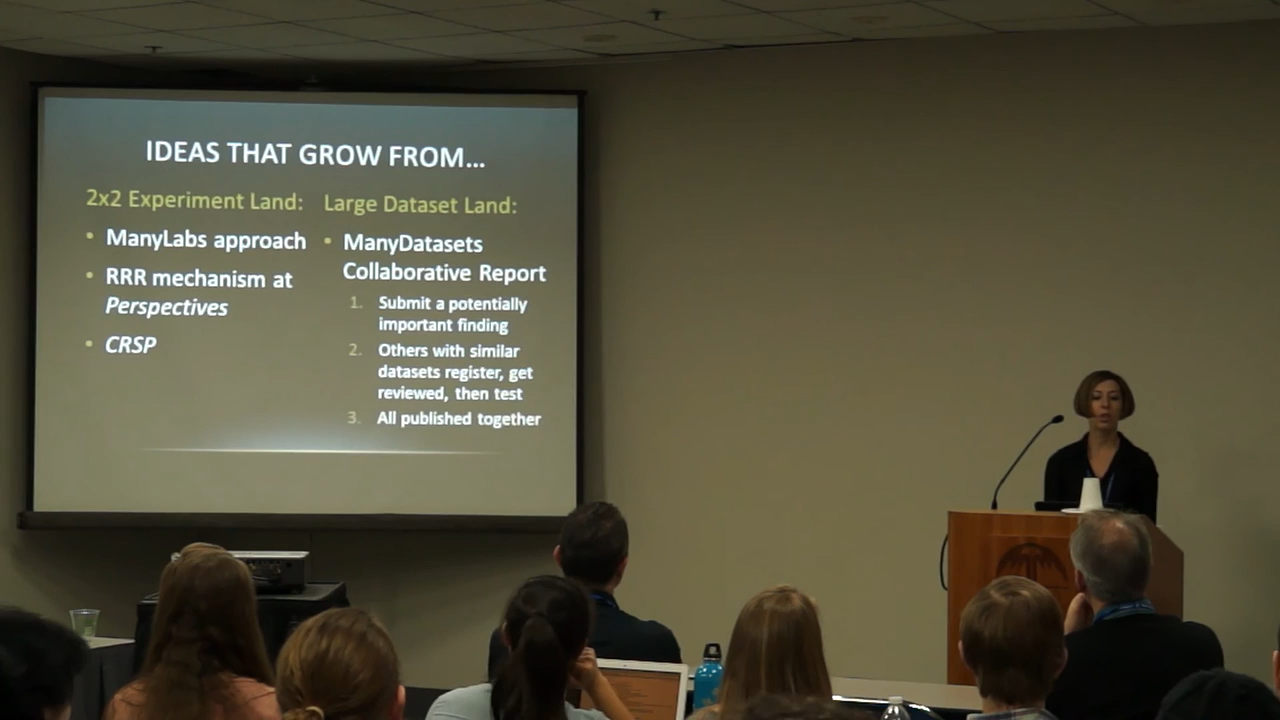 IDEAS THAT GROW FROM...
2x2 Experiment Land:
• ManyLabs approach
• RRR mechanism at
Perspectives
• CRSP
Large Dataset Land:
• ManyDatasets
Collaborative Report
1. Submit a potentially
important finding
2. Others with similar
datasets register, get
reviewed, then test
3. All published together